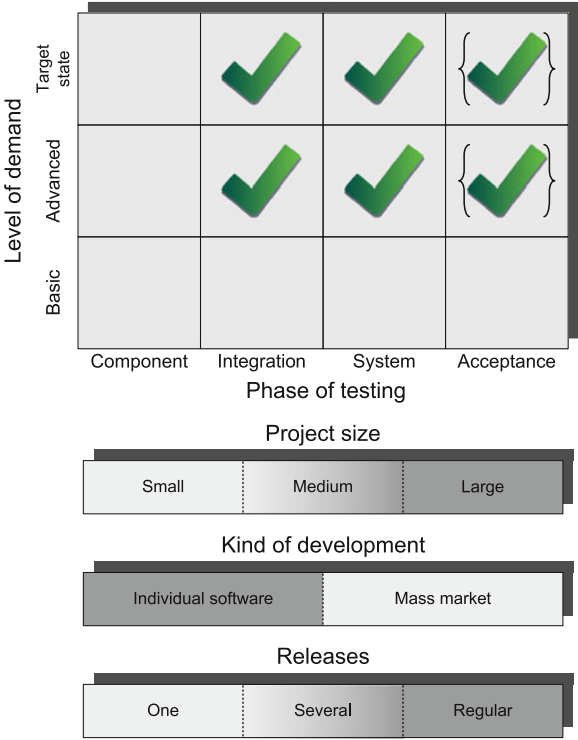 Level of demand
Target
state
Advanced
Basic
Component Integration System Acceptance
Phase of testing
Project size
Small Medium Large
Kind of development
Individual software Mass market
Releases
One Several Regular